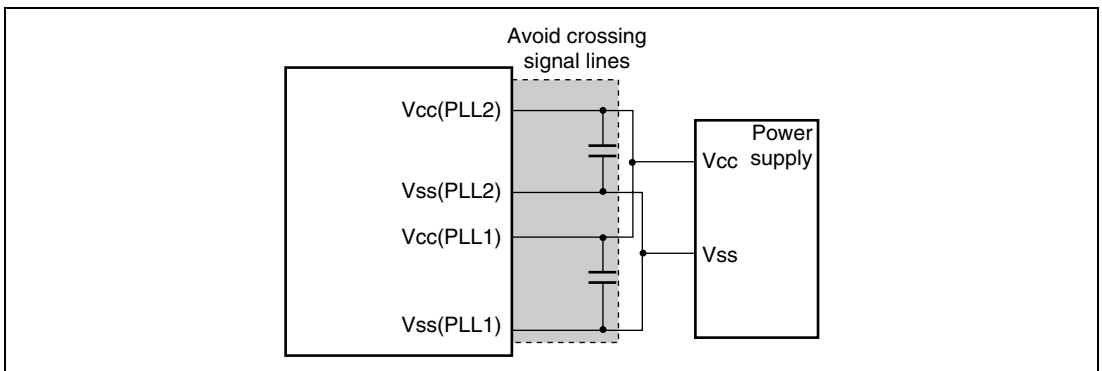 Avoid crossing
signal lines
Vcc(PLL2)
Vss(PLL2)
Vcc(PLL1)
Vss(PLL1)
Power
supply
Vcc
Vss